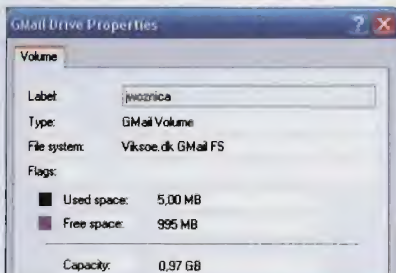 GMail Drive Properties
Volume
Label: jwoznica
Type: GMail Volume
File system: Viksoe.dk GMail FS
Flags:
Used space: 5,00 MB
Free space: 995 MB
Capacity: 0,97 GB